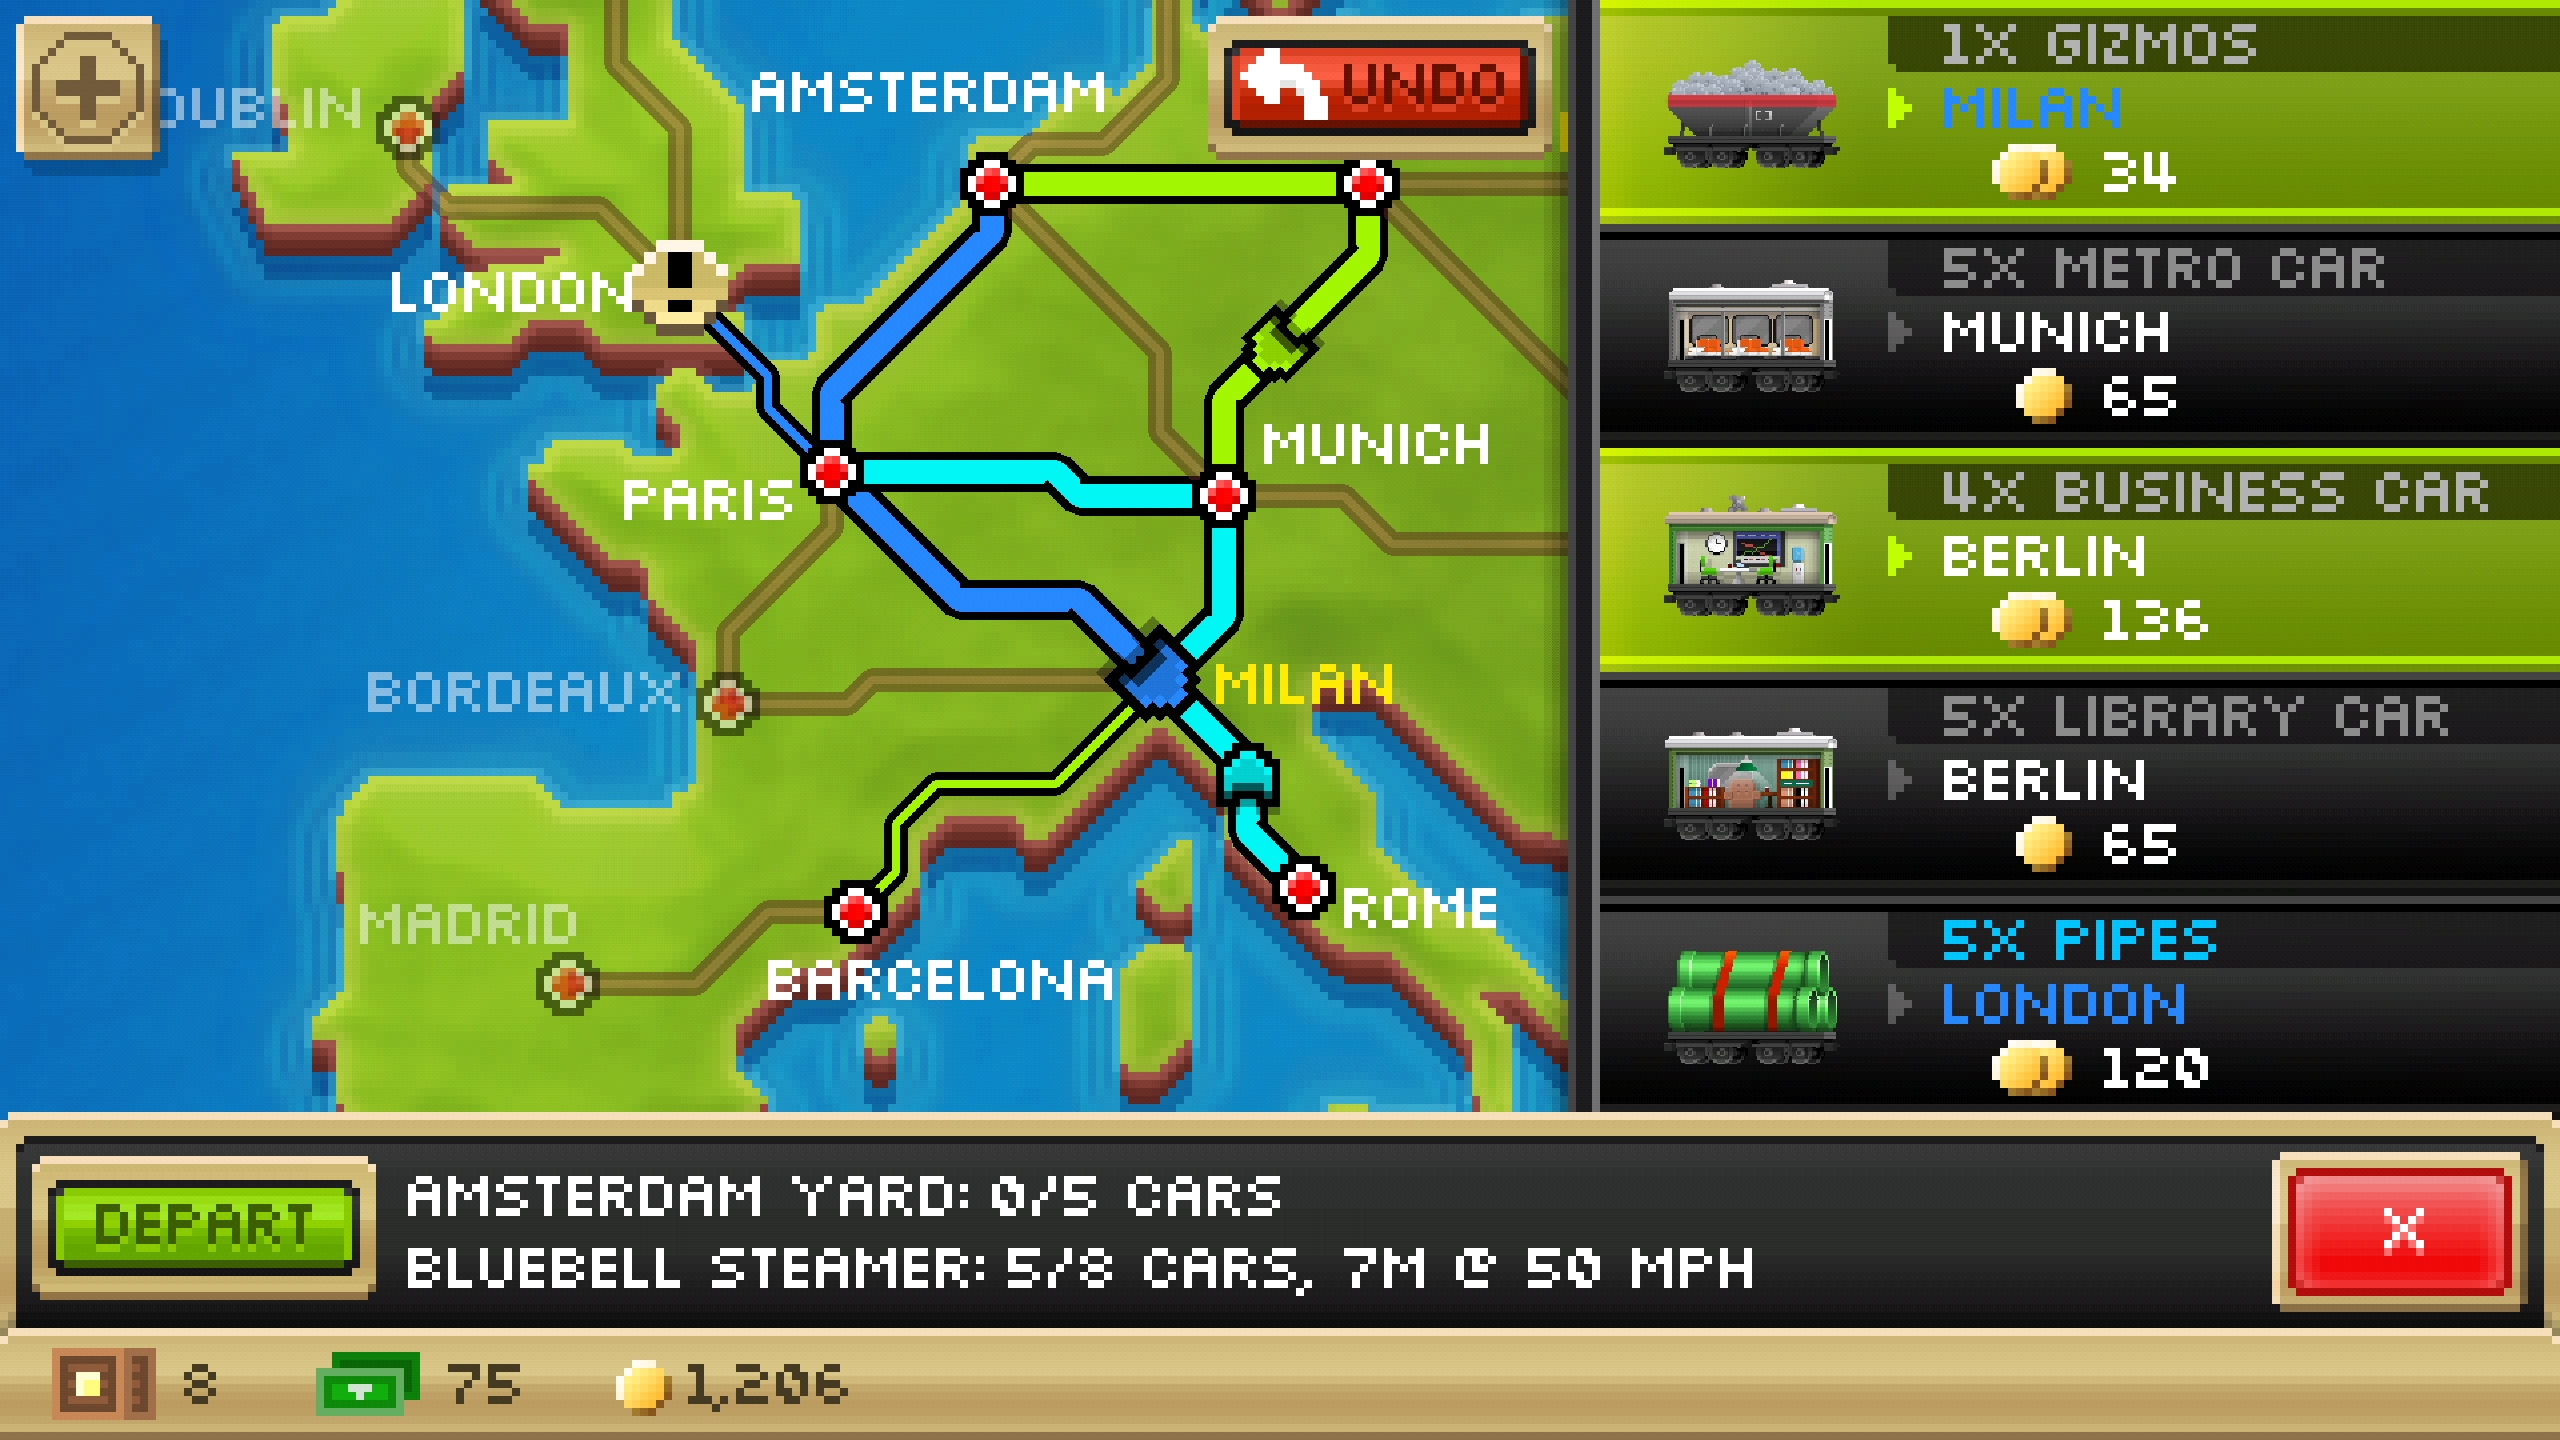 DUBLIN
AMSTERDAM
UNDO
LONDON
MUNICH
PARIS
BORDEAUX
MILAN
MADRID
ROME
BARCELONA
1X GIZMOS
MILAN
34
5X METRO CAR
MUNICH
65
4X BUSINESS CAR
BERLIN
136
5X LIBRARY CAR
BERLIN
65
5X PIPES
LONDON
120
DEPART
AMSTERDAM YARD: 0/5 CARS
BLUEBELL STEAMER: 5/8 CARS, 7M @ 50 MPH
X
8
75
1,206